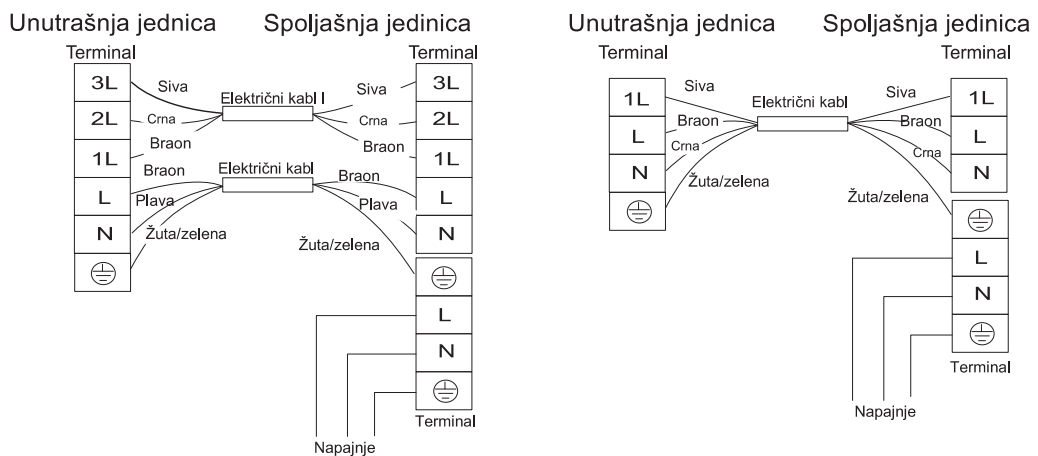 Unutrašnja jednica
Spoljašnja jedinica
Terminal
Terminal
3L
Siva
Električni kabl I
Siva
3L
2L
Crna
Crna
2L
1L
Braon
Braon
1L
Braon
Električni kabl
Braon
L
Plava
Plava
L
N
Žuta/zelena
Žuta/zelena
N
L
N
Terminal
Napajnje
Unutrašnja jednica
Spoljašnja jedinica
Terminal
Terminal
1L
Siva
Električni kabl
Siva
1L
L
Braon
Braon
L
N
Crna
Crna
N
Žuta/zelena
Žuta/zelena
L
N
Terminal
Napajnje